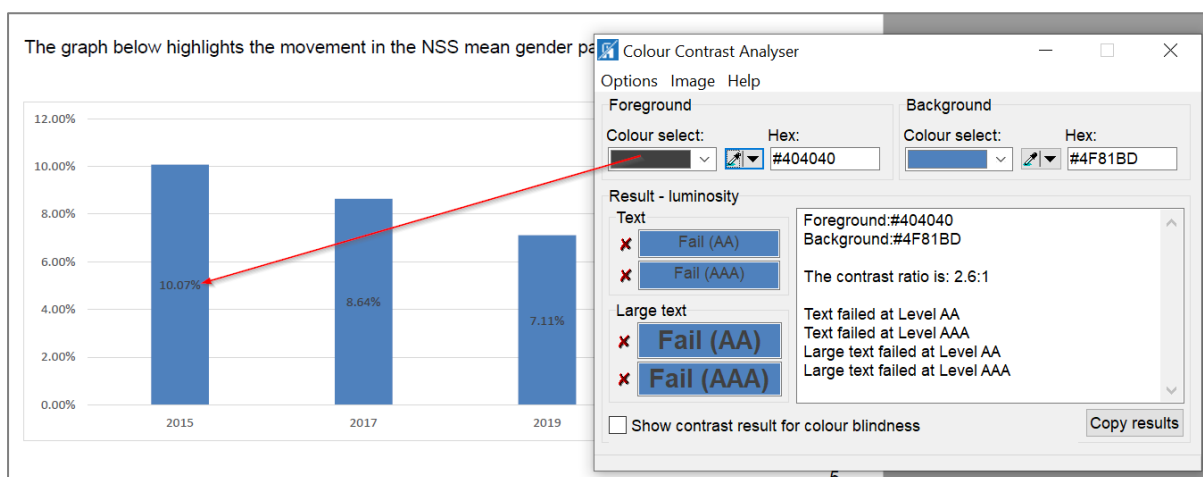 The graph below highlights the movement in the NSS mean gender pa
12.00%
10.00%
8.00%
6.00%
4.00%
2.00%
0.00%
10.07%
8.64%
7.11%
2015
2017
2019
Colour Contrast Analyser
Options Image Help
Foreground
Colour select: Hex:
#404040
Background
Colour select: Hex:
#4F81BD
Result - luminosity
Text
Fail (AA)
Fail (AAA)
Large text
Fail (AA)
Fail (AAA)
Foreground:#404040
Background:#4F81BD
The contrast ratio is: 2.6:1
Text failed at Level AA
Text failed at Level AAA
Large text failed at Level AA
Large text failed at Level AAA
Show contrast result for colour blindness
Copy results